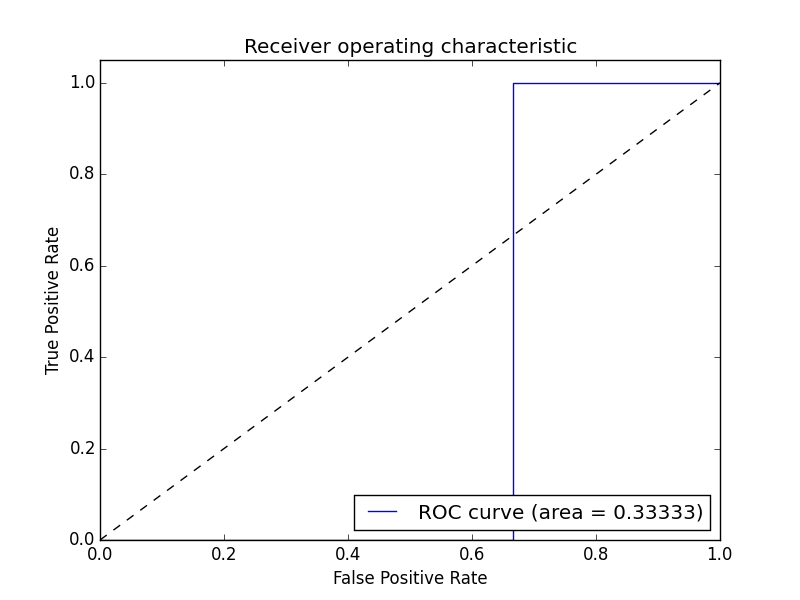 Receiver operating characteristic
True Positive Rate
1.0
0.8
0.6
0.4
0.2
0.0
ROC curve (area = 0.33333)
0.0 0.2 0.4 0.6 0.8 1.0
False Positive Rate